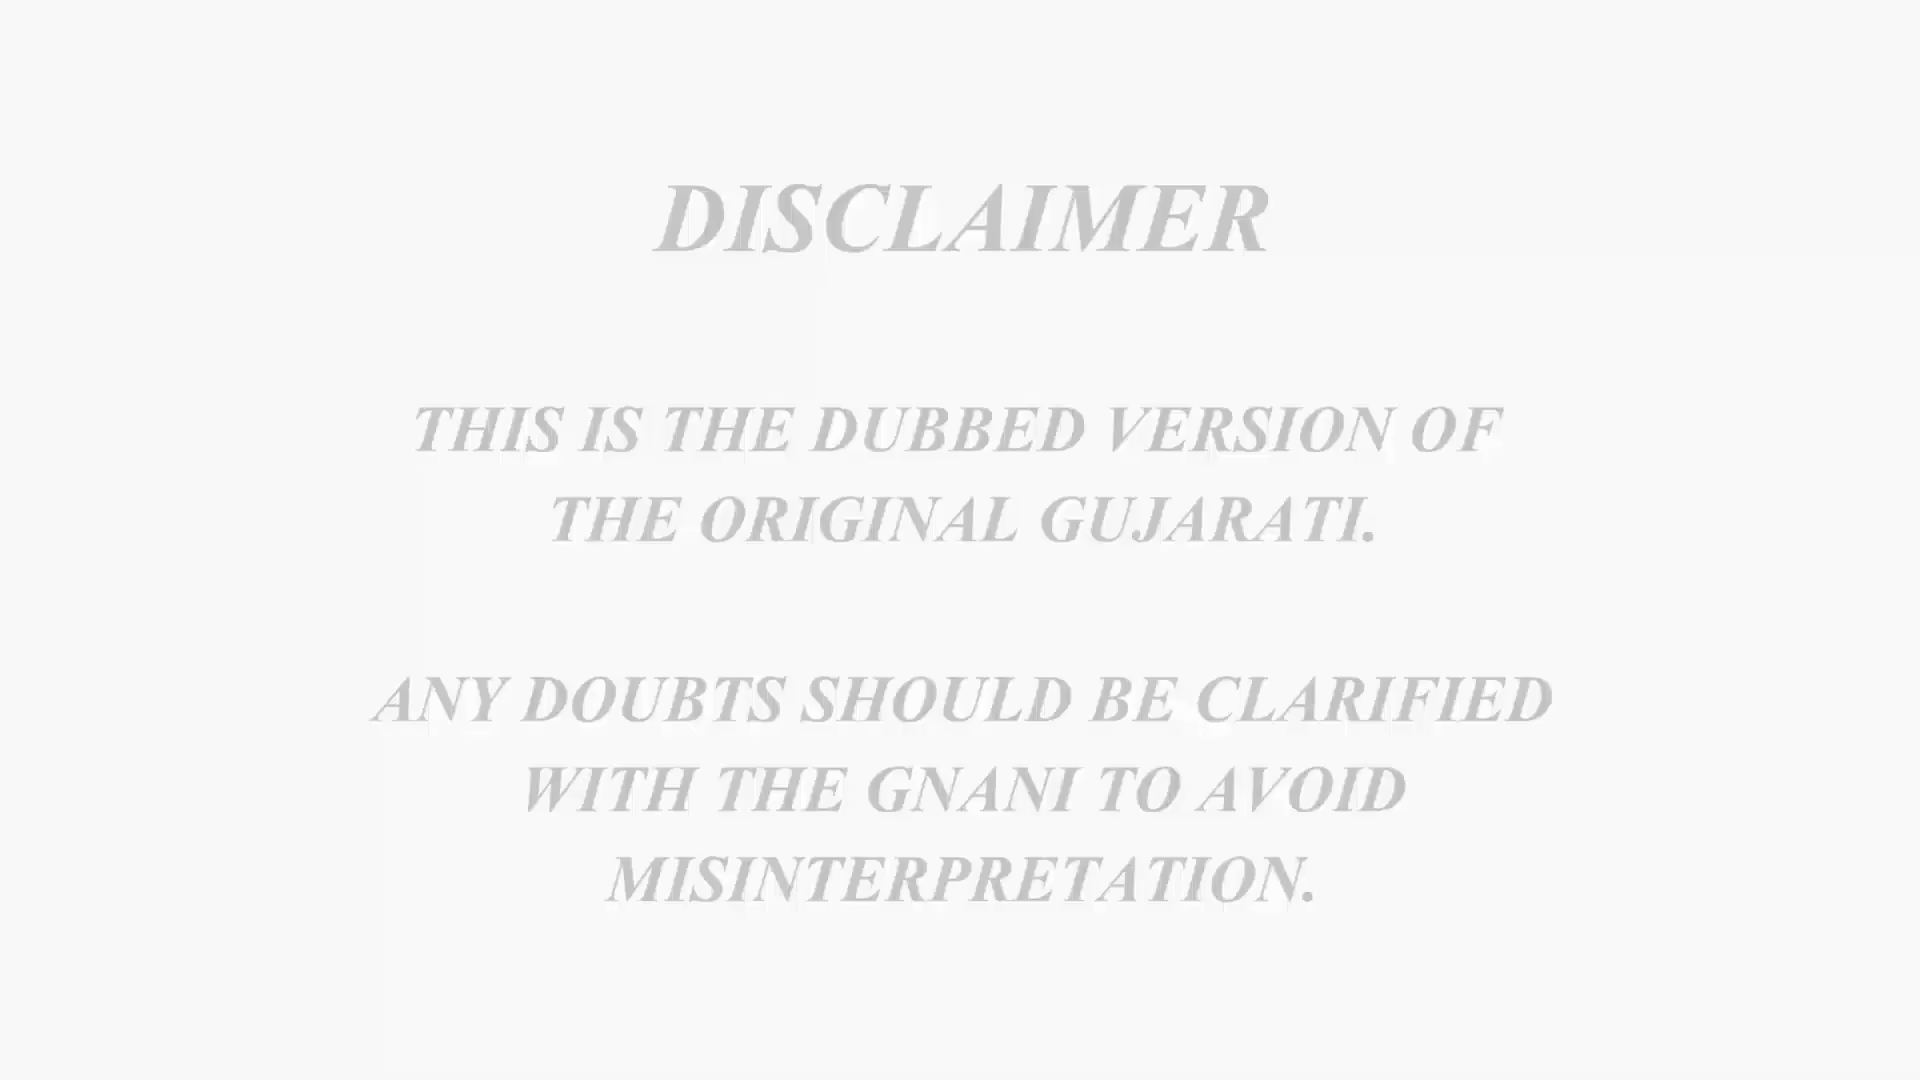 DISCLAIMER
THIS IS THE DUBBED VERSION OF
THE ORIGINAL GUJARATI.
ANY DOUBTS SHOULD BE CLARIFIED
WITH THE GNANI TO AVOID
MISINTERPRETATION.